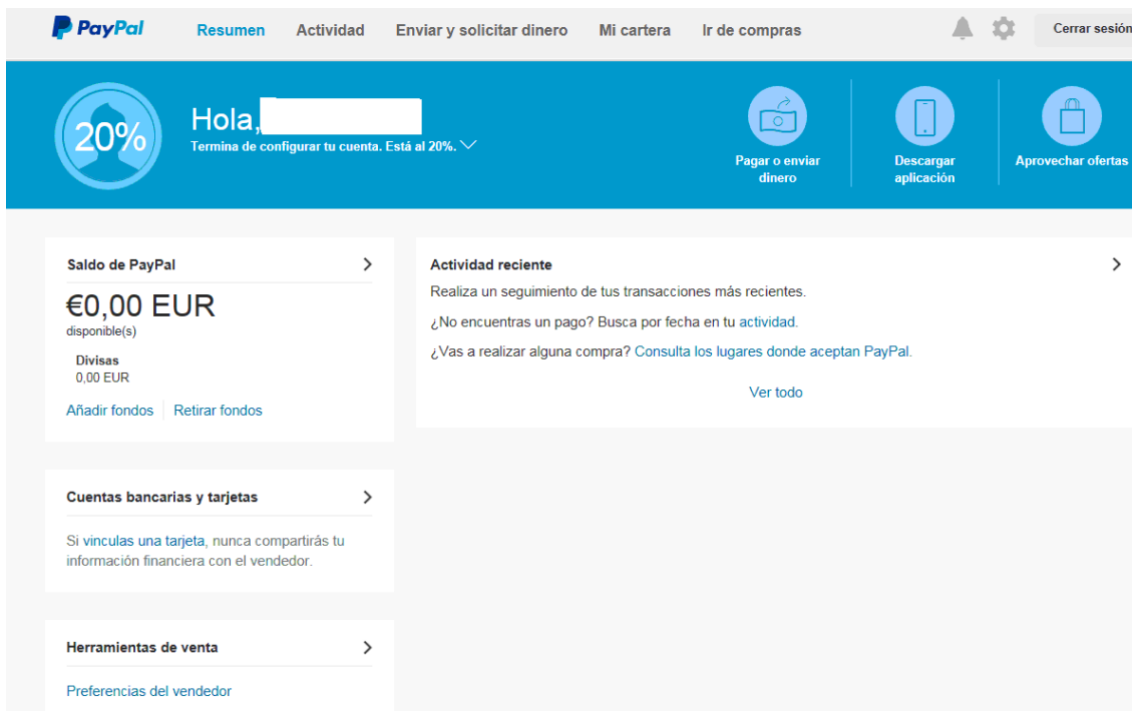 PayPal Resumen Actividad Enviar y solicitar dinero Mi cartera Ir de compras Cerrar sesión
20%
Hola,
Termina de configurar tu cuenta. Está al 20%.
Pagar o enviar
dinero
Descargar
aplicación
Aprovechar ofertas
Saldo de PayPal
€0,00 EUR
disponible(s)
Divisas
0,00 EUR
Añadir fondos Retirar fondos
Actividad reciente
Realiza un seguimiento de tus transacciones más recientes.
¿No encuentras un pago? Busca por fecha en tu actividad.
¿Vas a realizar alguna compra? Consulta los lugares donde aceptan PayPal.
Ver todo
Cuentas bancarias y tarjetas
Si vinculas una tarjeta, nunca compartirás tu
información financiera con el vendedor.
Herramientas de venta
Preferencias del vendedor